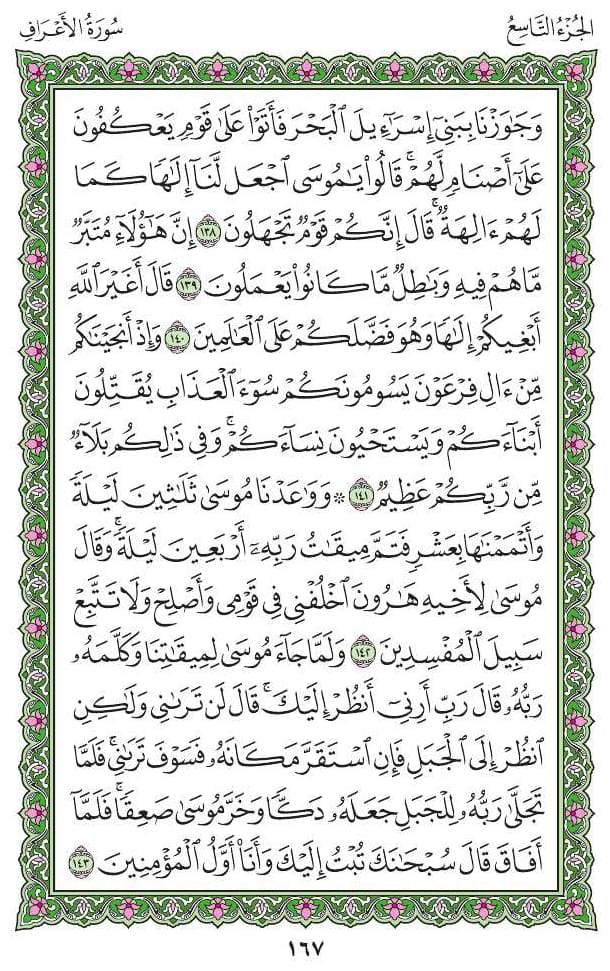 الجُزْءُ التَّاسِعُ سُورَةُ الأَعْرَافِ
وَجَٰوَزْنَا بِبَنِىٓ إِسْرَٰٓءِيلَ ٱلْبَحْرَ فَأَتَوْا۟ عَلَىٰ قَوْمٍ يَعْكُفُونَ
عَلَىٰٓ أَصْنَامٍ لَّهُمْ ۚ قَالُوا۟ يَٰمُوسَى ٱجْعَل لَّنَآ إِلَٰهًا كَمَا
لَهُمْ ءَالِهَةٌ ۚ قَالَ إِنَّكُمْ قَوْمٌ تَجْهَلُونَ ١٣٨ إِنَّ هَٰٓؤُلَآءِ مُتَبَّرٌ
مَّا هُمْ فِيهِ وَبَٰطِلٌ مَّا كَانُوا۟ يَعْمَلُونَ ١٣٩ قَالَ أَغَيْرَ ٱللَّهِ
أَبْغِيكُمْ إِلَٰهًا وَهُوَ فَضَّلَكُمْ عَلَى ٱلْعَٰلَمِينَ ١٤٠ وَإِذْ أَنجَيْنَٰكُم
مِّنْ ءَالِ فِرْعَوْنَ يَسُومُونَكُمْ سُوٓءَ ٱلْعَذَابِ يُقَتِّلُونَ
أَبْنَآءَكُمْ وَيَسْتَحْيُونَ نِسَآءَكُمْ ۚ وَفِى ذَٰلِكُم بَلَآءٌ
مِّن رَّبِّكُمْ عَظِيمٌ ١٤١ ۞ وَوَٰعَدْنَا مُوسَىٰ ثَلَٰثِينَ لَيْلَةً
وَأَتْمَمْنَٰهَا بِعَشْرٍ فَتَمَّ مِيقَٰتُ رَبِّهِۦٓ أَرْبَعِينَ لَيْلَةً ۚ وَقَالَ
مُوسَىٰ لِأَخِيهِ هَٰرُونَ ٱخْلُفْنِى فِى قَوْمِى وَأَصْلِحْ وَلَا تَتَّبِعْ
سَبِيلَ ٱلْمُفْسِدِينَ ١٤٢ وَلَمَّا جَآءَ مُوسَىٰ لِمِيقَٰتِنَا وَكَلَّمَهُۥ
رَبُّهُۥ قَالَ رَبِّ أَرِنِىٓ أَنظُرْ إِلَيْكَ ۚ قَالَ لَن تَرَىٰنِى وَلَٰكِنِ
ٱنظُرْ إِلَى ٱلْجَبَلِ فَإِنِ ٱسْتَقَرَّ مَكَانَهُۥ فَسَوْفَ تَرَىٰنِى ۚ فَلَمَّا
تَجَلَّىٰ رَبُّهُۥ لِلْجَبَلِ جَعَلَهُۥ دَكًّا وَخَرَّ مُوسَىٰ صَعِقًا ۚ فَلَمَّآ
أَفَاقَ قَالَ سُبْحَٰنَكَ تُبْتُ إِلَيْكَ وَأَنَا۠ أَوَّلُ ٱلْمُؤْمِنِينَ ١٤٣
١٦٧